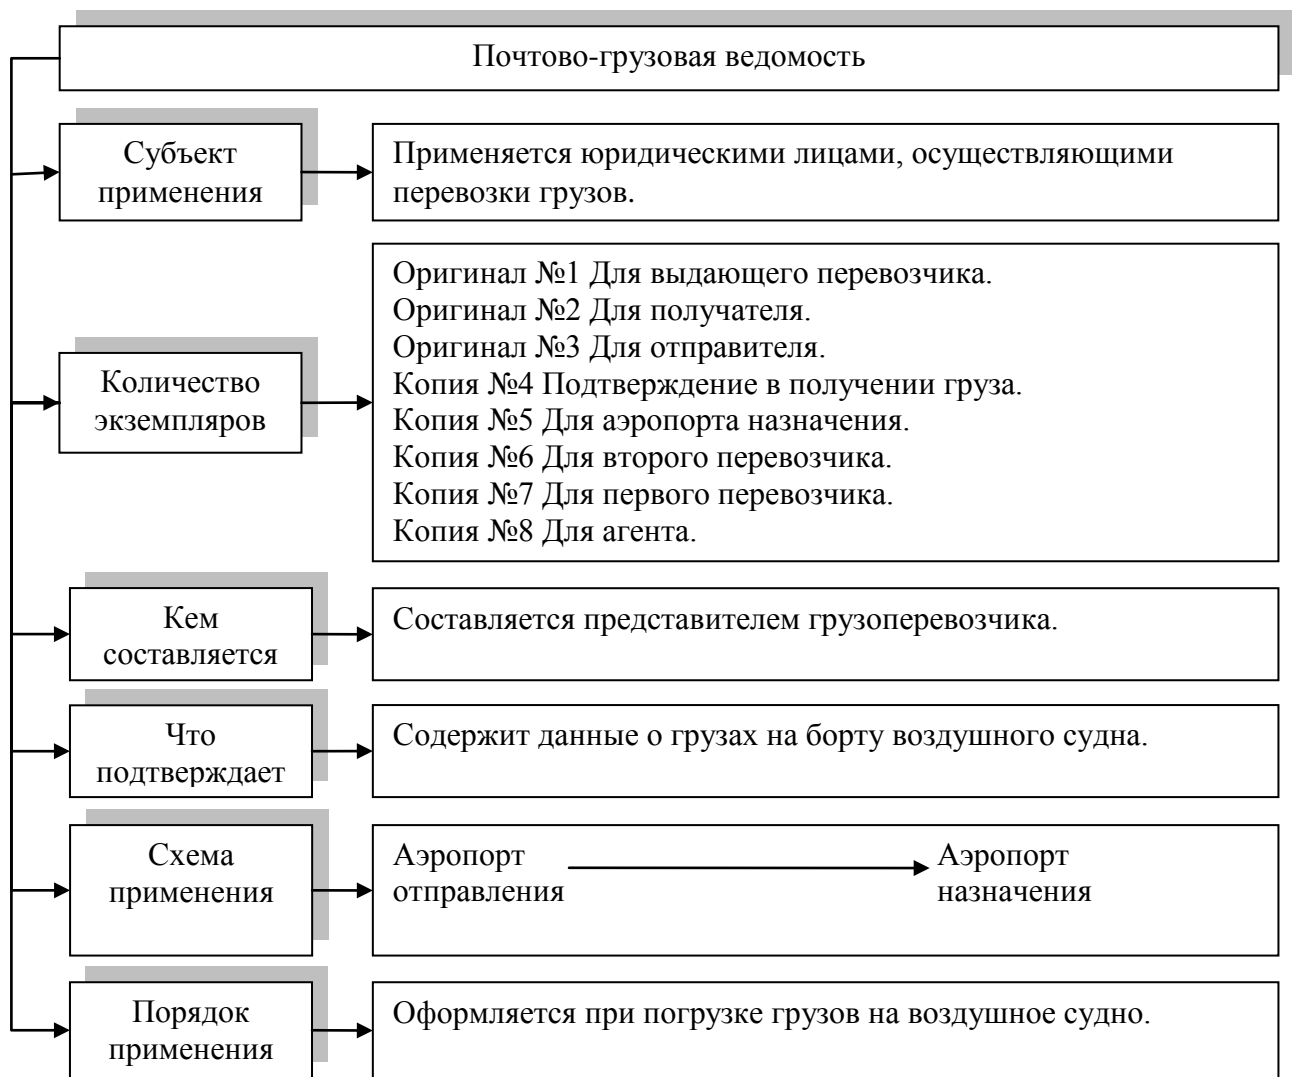 Почтово-грузовая ведомость
Субъект
применения
Применяется юридическими лицами, осуществляющими
перевозки грузов.
Количество
экземпляров
Оригинал №1 Для выдающего перевозчика.
Оригинал №2 Для получателя.
Оригинал №3 Для отправителя.
Копия №4 Подтверждение в получении груза.
Копия №5 Для аэропорта назначения.
Копия №6 Для второго перевозчика.
Копия №7 Для первого перевозчика.
Копия №8 Для агента.
Кем
составляется
Составляется представителем грузоперевозчика.
Что
подтверждает
Содержит данные о грузах на борту воздушного судна.
Схема
применения
Аэропорт
отправления
Аэропорт
назначения
Порядок
применения
Оформляется при погрузке грузов на воздушное судно.